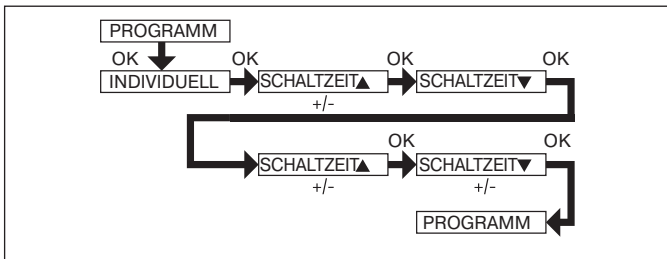 PROGRAMM
OK
INDIVIDUELL OK SCHALTZEIT▲ OK SCHALTZEIT▼ OK
+/-
OK OK
SCHALTZEIT▲ SCHALTZEIT▼
+/- +/-
PROGRAMM